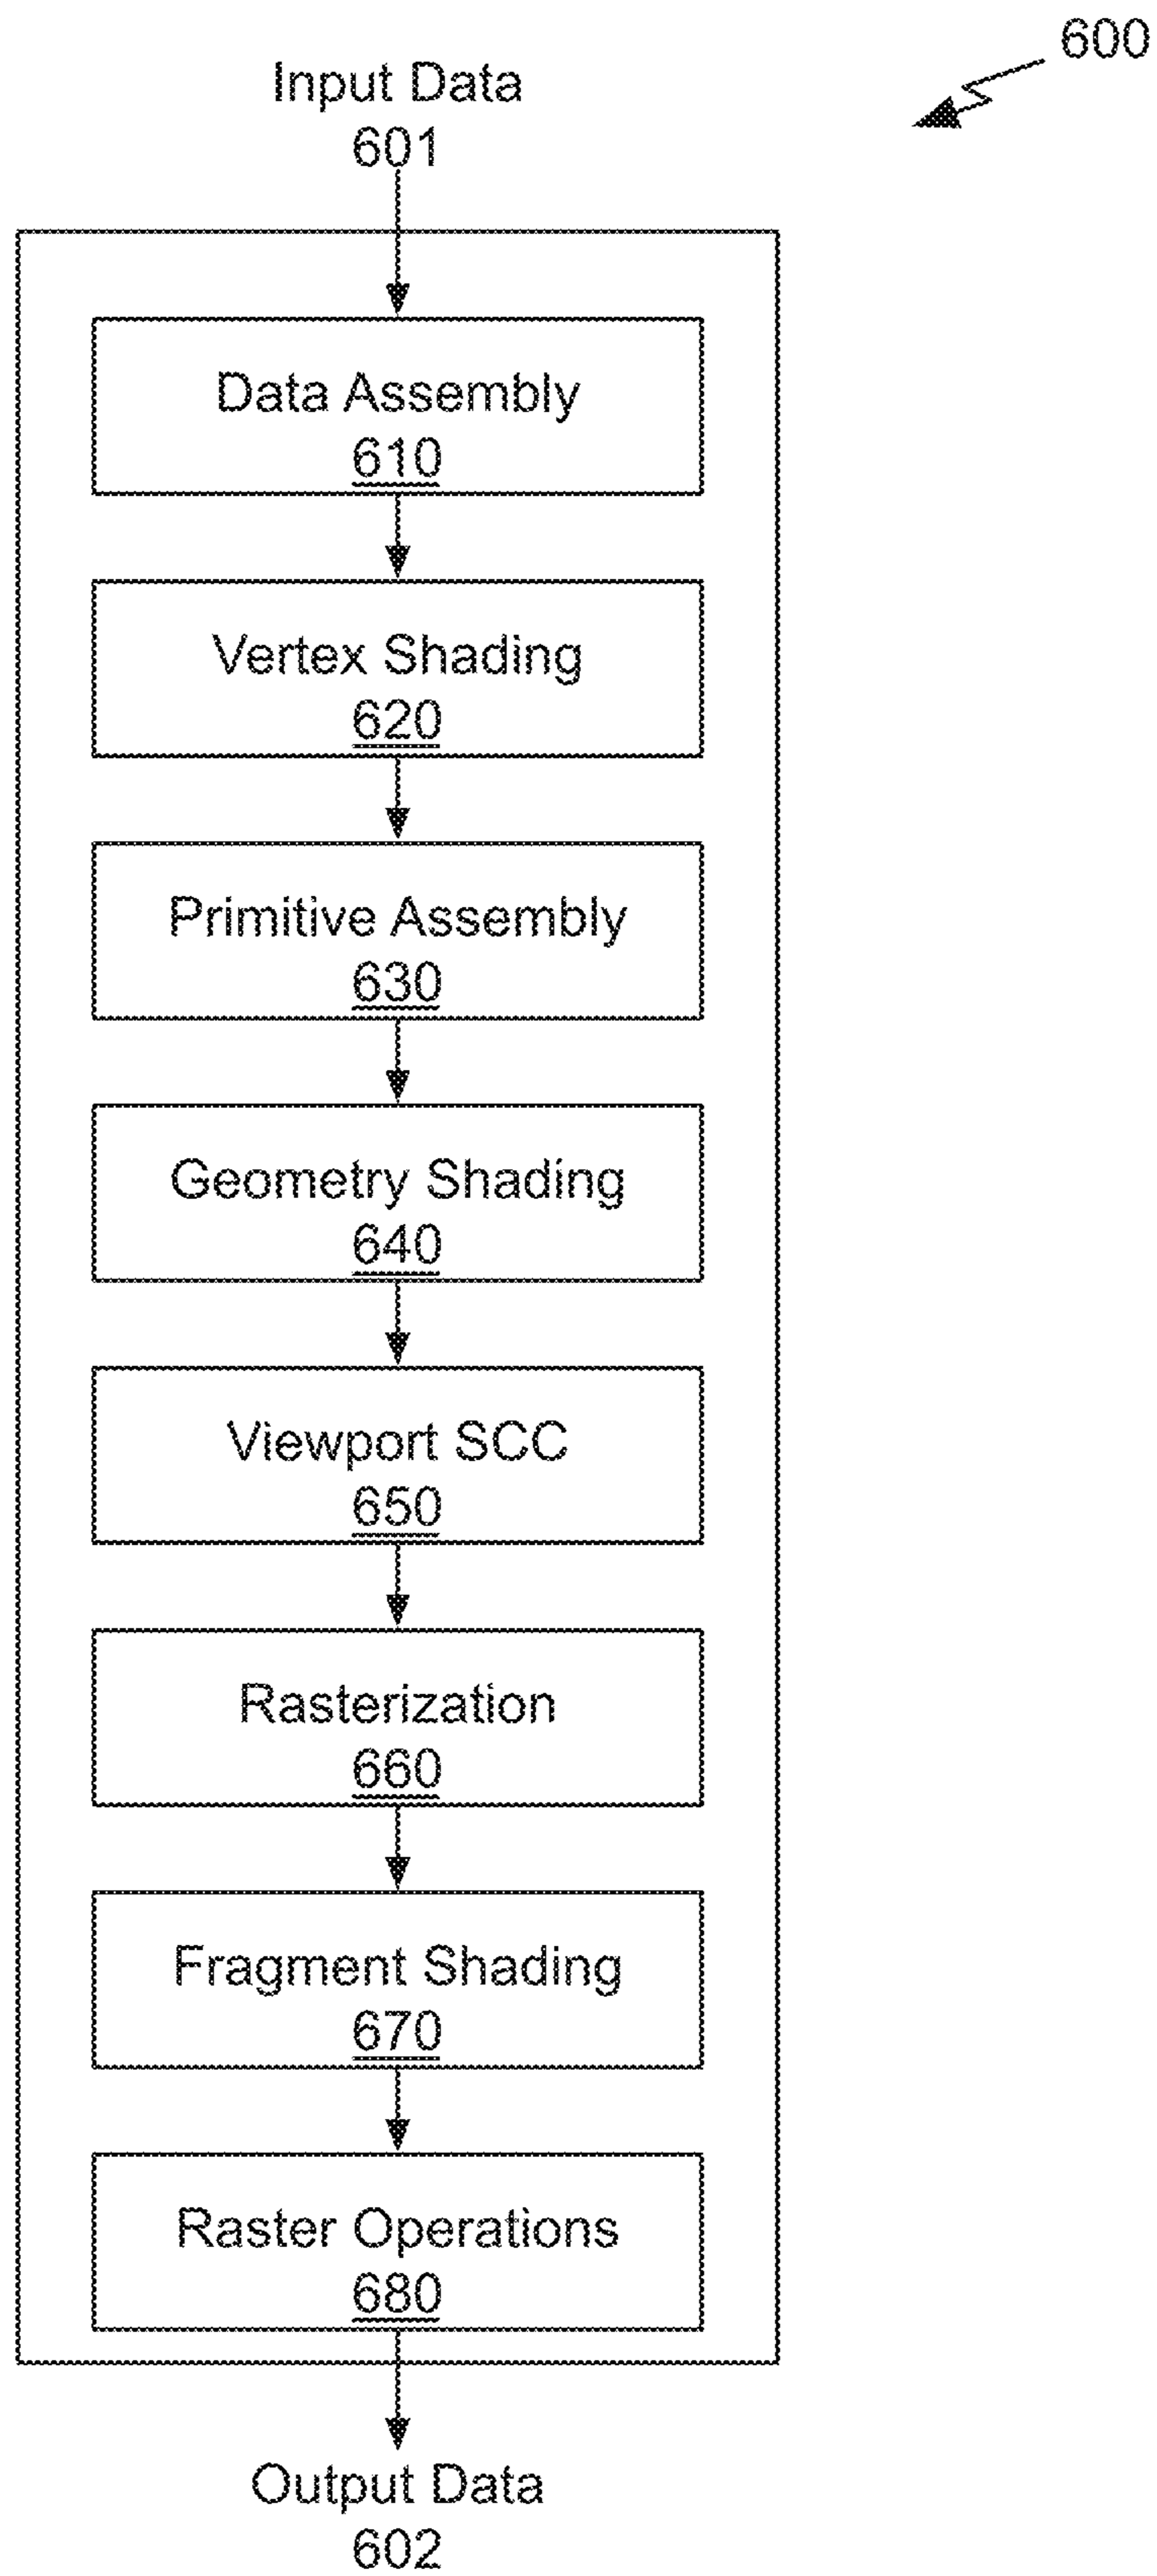 600
Input Data
601
Data Assembly
610
Vertex Shading
620
Primitive Assembly
630
Geometry Shading
640
Viewport SCC
650
Rasterization
660
Fragment Shading
670
Raster Operations
680
Output Data
602